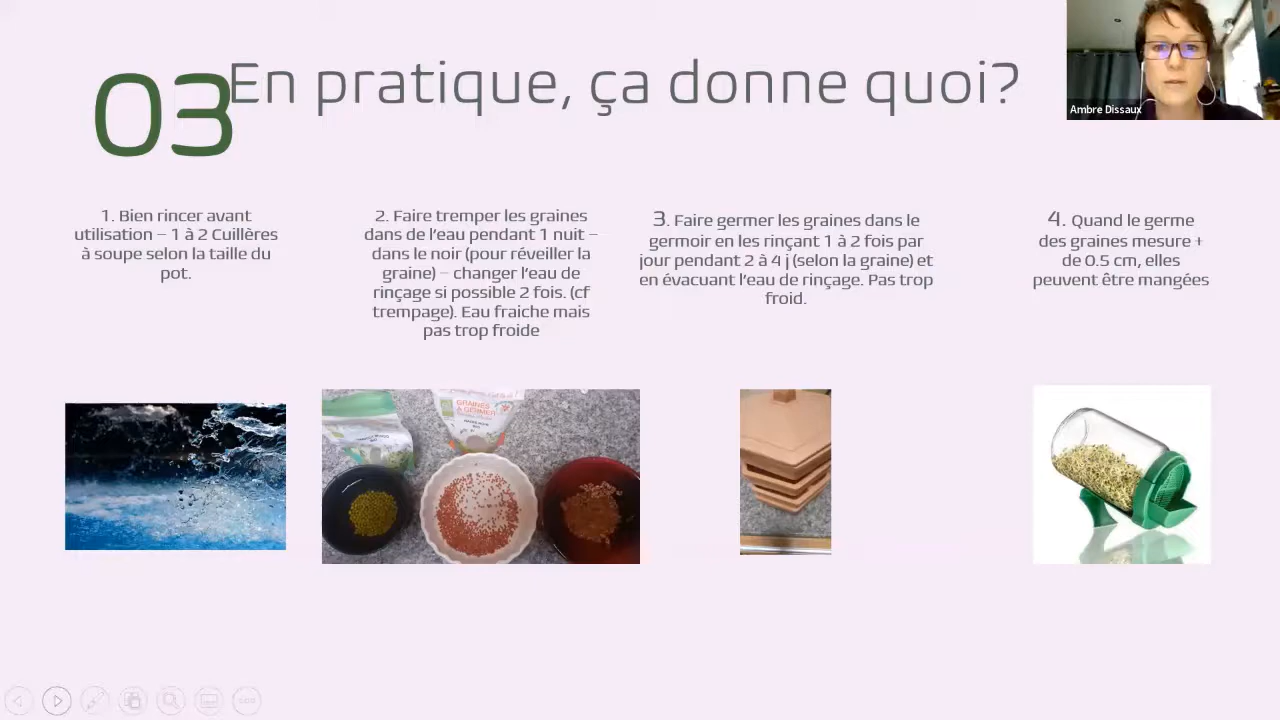 03
En pratique, ça donne quoi?
Ambre Dissaux
1. Bien rincer avant
utilisation – 1 à 2 Cuillères
à soupe selon la taille du
pot.
2. Faire tremper les graines
dans de l'eau pendant 1 nuit –
dans le noir (pour réveiller la
graine) – changer l'eau de
rinçage si possible 2 fois. (cf
trempage). Eau fraiche mais
pas trop froide
3. Faire germer les graines dans le
germoir en les rinçant 1 à 2 fois par
jour pendant 2 à 4 j (selon la graine) et
en évacuant l'eau de rinçage. Pas trop
froid.
4. Quand le germe
des graines mesure +
de 0.5 cm, elles
peuvent être mangées
GRAINES
À GERMER